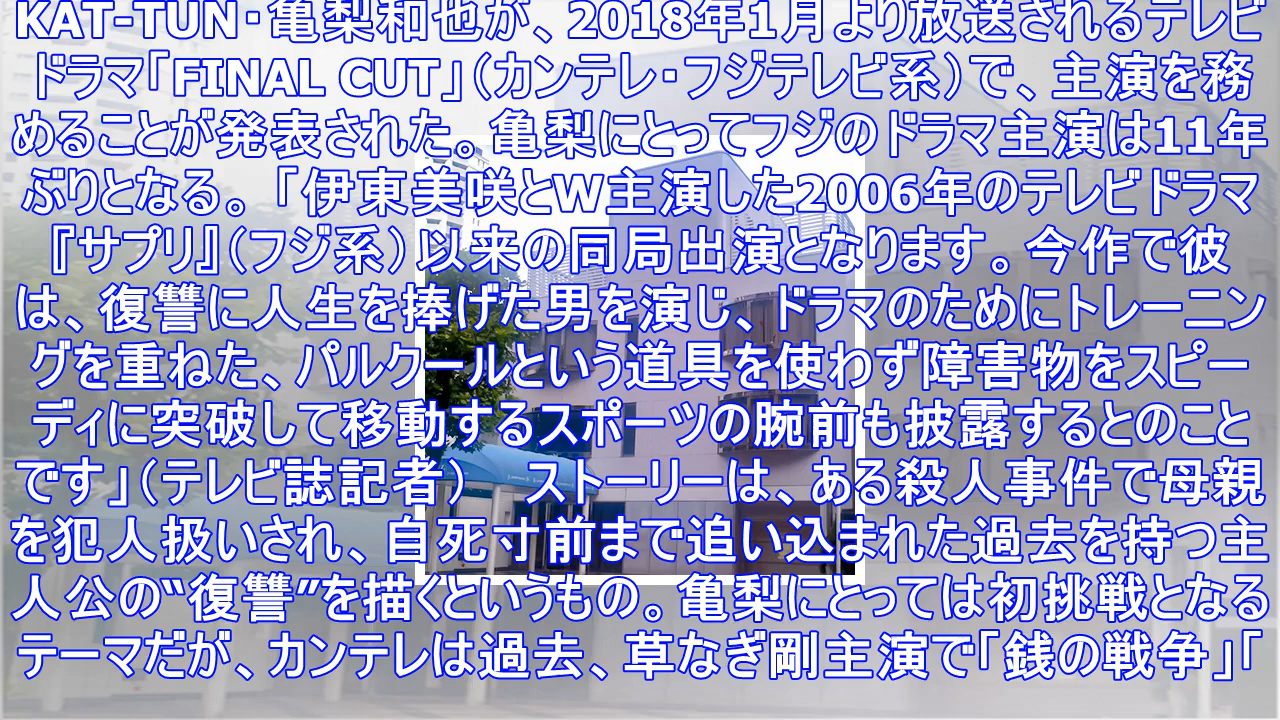 KAT-TUN・亀梨和也が、2018年1月より放送されるテレビ
ドラマ「FINAL CUT」（カンテレ・フジテレビ系）で、主演を務
めることが発表された。亀梨にとってフジのドラマ主演は11年
ぶりとなる。「伊東美咲とW主演した2006年のテレビドラマ
『サプリ』（フジ系）以来の同局出演となります。今作で彼
は、復讐に人生を捧げた男を演じ、ドラマのためにトレーニン
グを重ねた、パルクールという道具を使わず障害物をスピー
ディに突破して移動するスポーツの腕前も披露するとのこと
です」（テレビ誌記者）　ストーリーは、ある殺人事件で母親
を犯人扱いされ、自死寸前まで追い込まれた過去を持つ主
人公の“復讐”を描くというもの。亀梨にとっては初挑戦となる
テーマだが、カンテレは過去、草なぎ剛主演で「銭の戦争」「